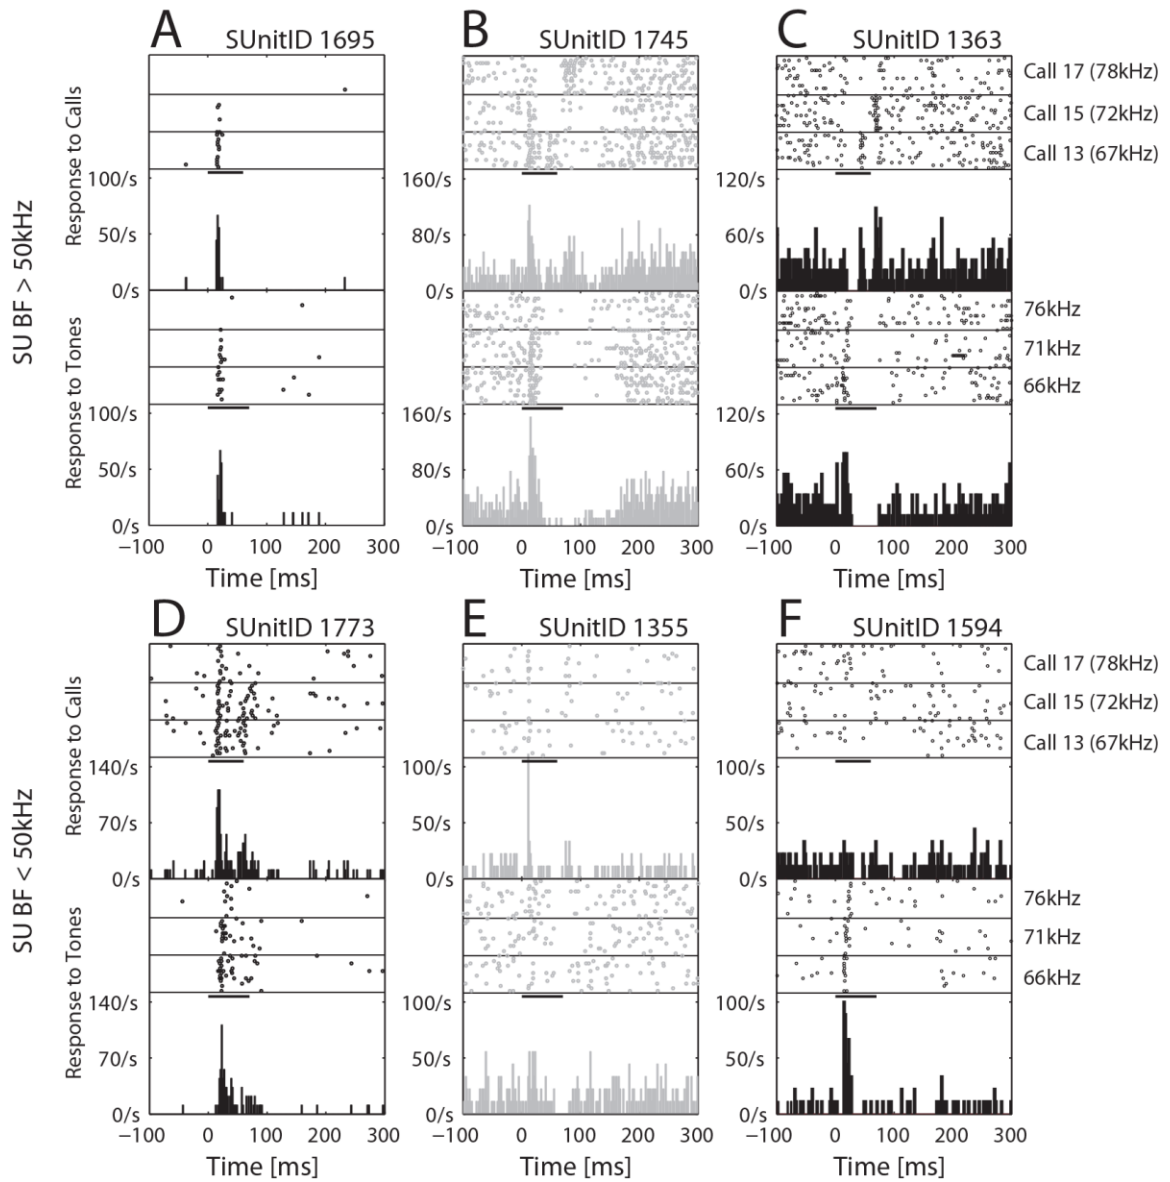 A
SUnitID 1695
B
SUnitID 1745
C
SUnitID 1363
SU BF > 50kHz
Response to Calls
Call 17 (78kHz)
Call 15 (72kHz)
Call 13 (67kHz)
100/s
50/s
0/s
160/s
80/s
0/s
120/s
60/s
0/s
Response to Tones
76kHz
71kHz
66kHz
100/s
50/s
0/s
160/s
80/s
0/s
120/s
60/s
0/s
−100 0 100 200 300
−100 0 100 200 300
−100 0 100 200 300
Time [ms]
Time [ms]
Time [ms]
D
SUnitID 1773
E
SUnitID 1355
F
SUnitID 1594
SU BF < 50kHz
Response to Calls
Call 17 (78kHz)
Call 15 (72kHz)
Call 13 (67kHz)
140/s
70/s
0/s
100/s
50/s
0/s
100/s
50/s
0/s
Response to Tones
76kHz
71kHz
66kHz
140/s
70/s
0/s
100/s
50/s
0/s
100/s
50/s
0/s
−100 0 100 200 300
−100 0 100 200 300
−100 0 100 200 300
Time [ms]
Time [ms]
Time [ms]